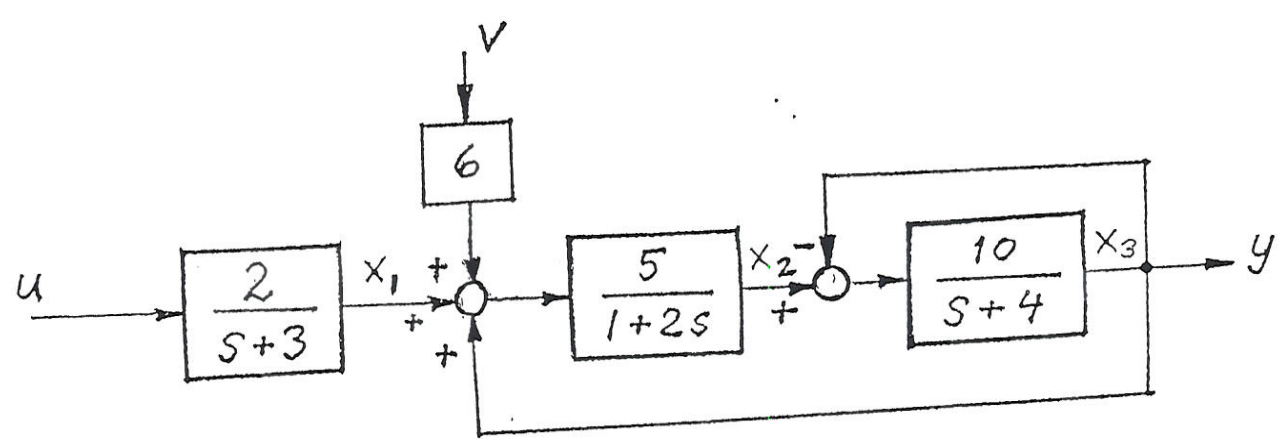 V
6
u
2
s+3
x₁
+
+
+
5
1+2s
x₂
-
+
10
s+4
x₃
y